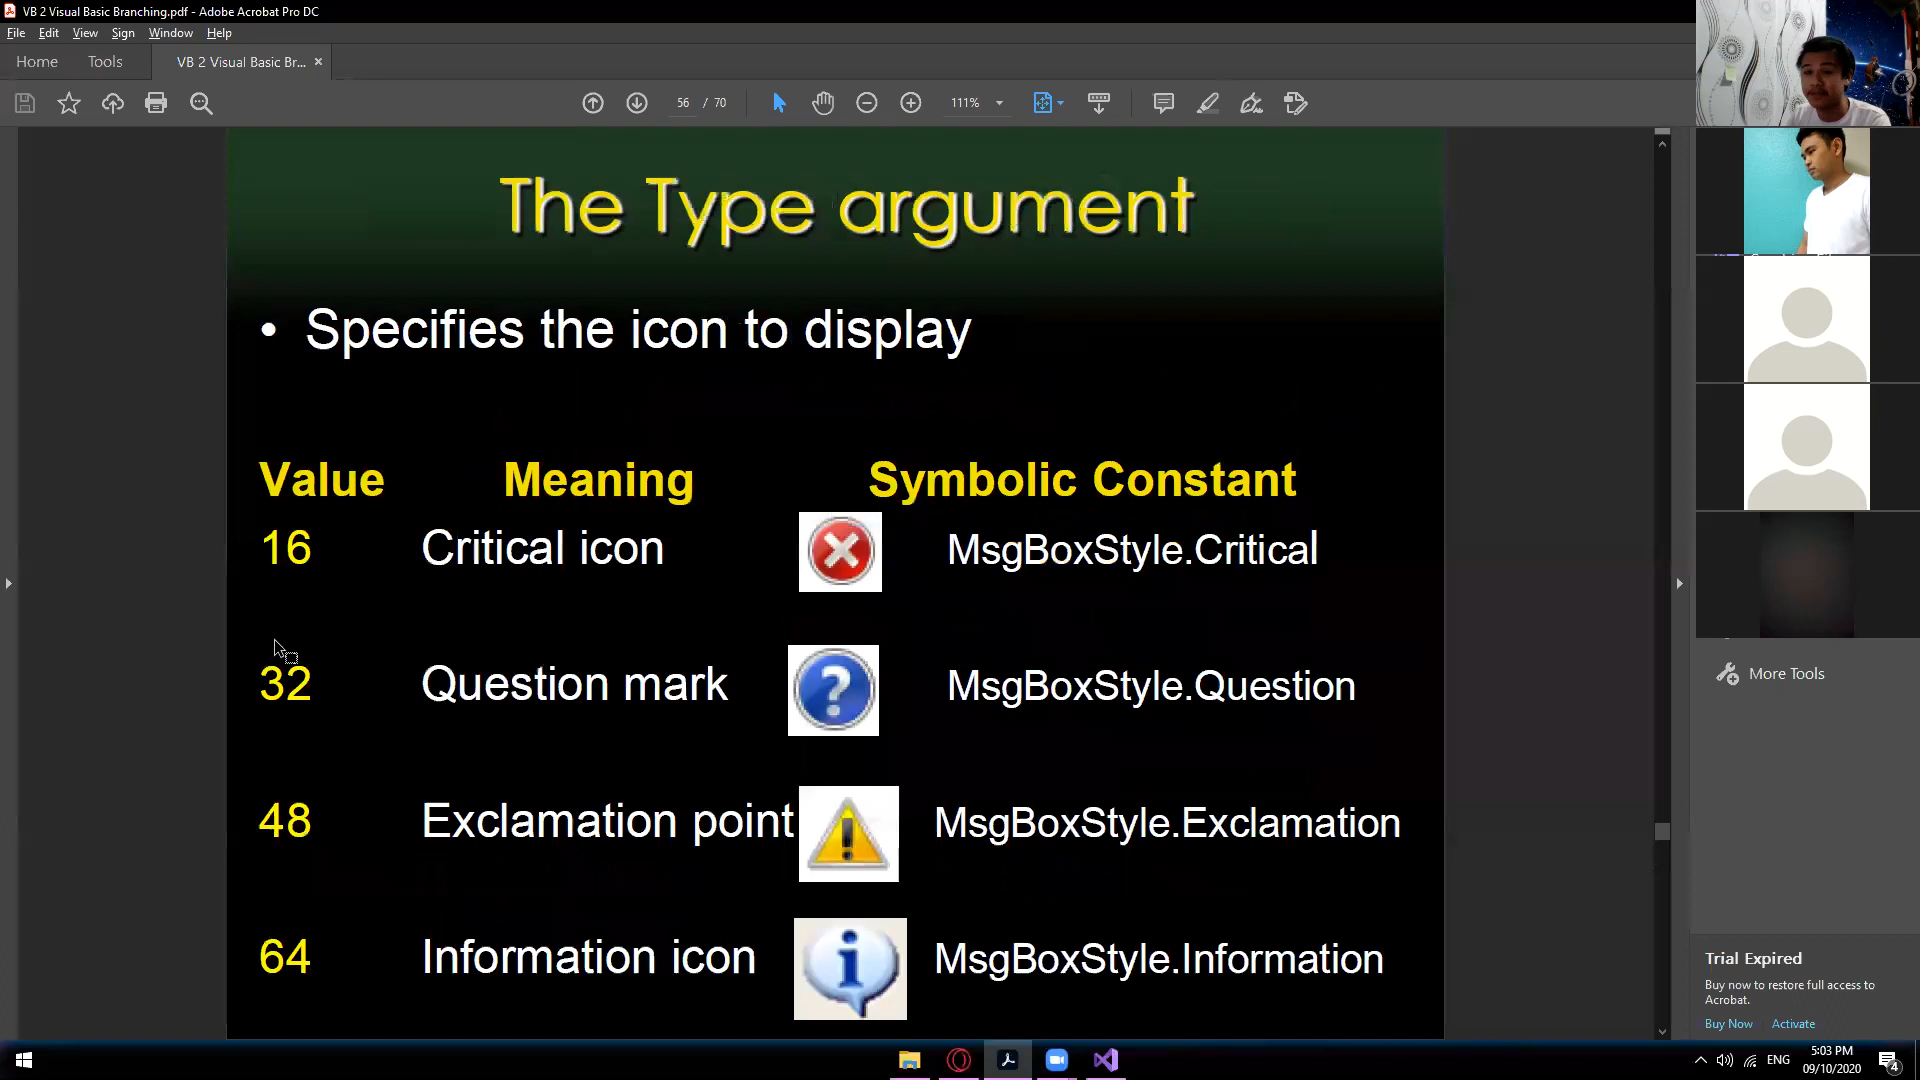 VB 2 Visual Basic Branching.pdf - Adobe Acrobat Pro DC
File Edit View Sign Window Help
Home Tools VB 2 Visual Basic Br... ×
56 / 70 111%
The Type argument
• Specifies the icon to display
Value Meaning Symbolic Constant
16 Critical icon MsgBoxStyle.Critical
32 Question mark MsgBoxStyle.Question
48 Exclamation point MsgBoxStyle.Exclamation
64 Information icon MsgBoxStyle.Information
More Tools
Trial Expired
Buy now to restore full access to
Acrobat.
Buy Now Activate
ENG
5:03 PM
09/10/2020
4